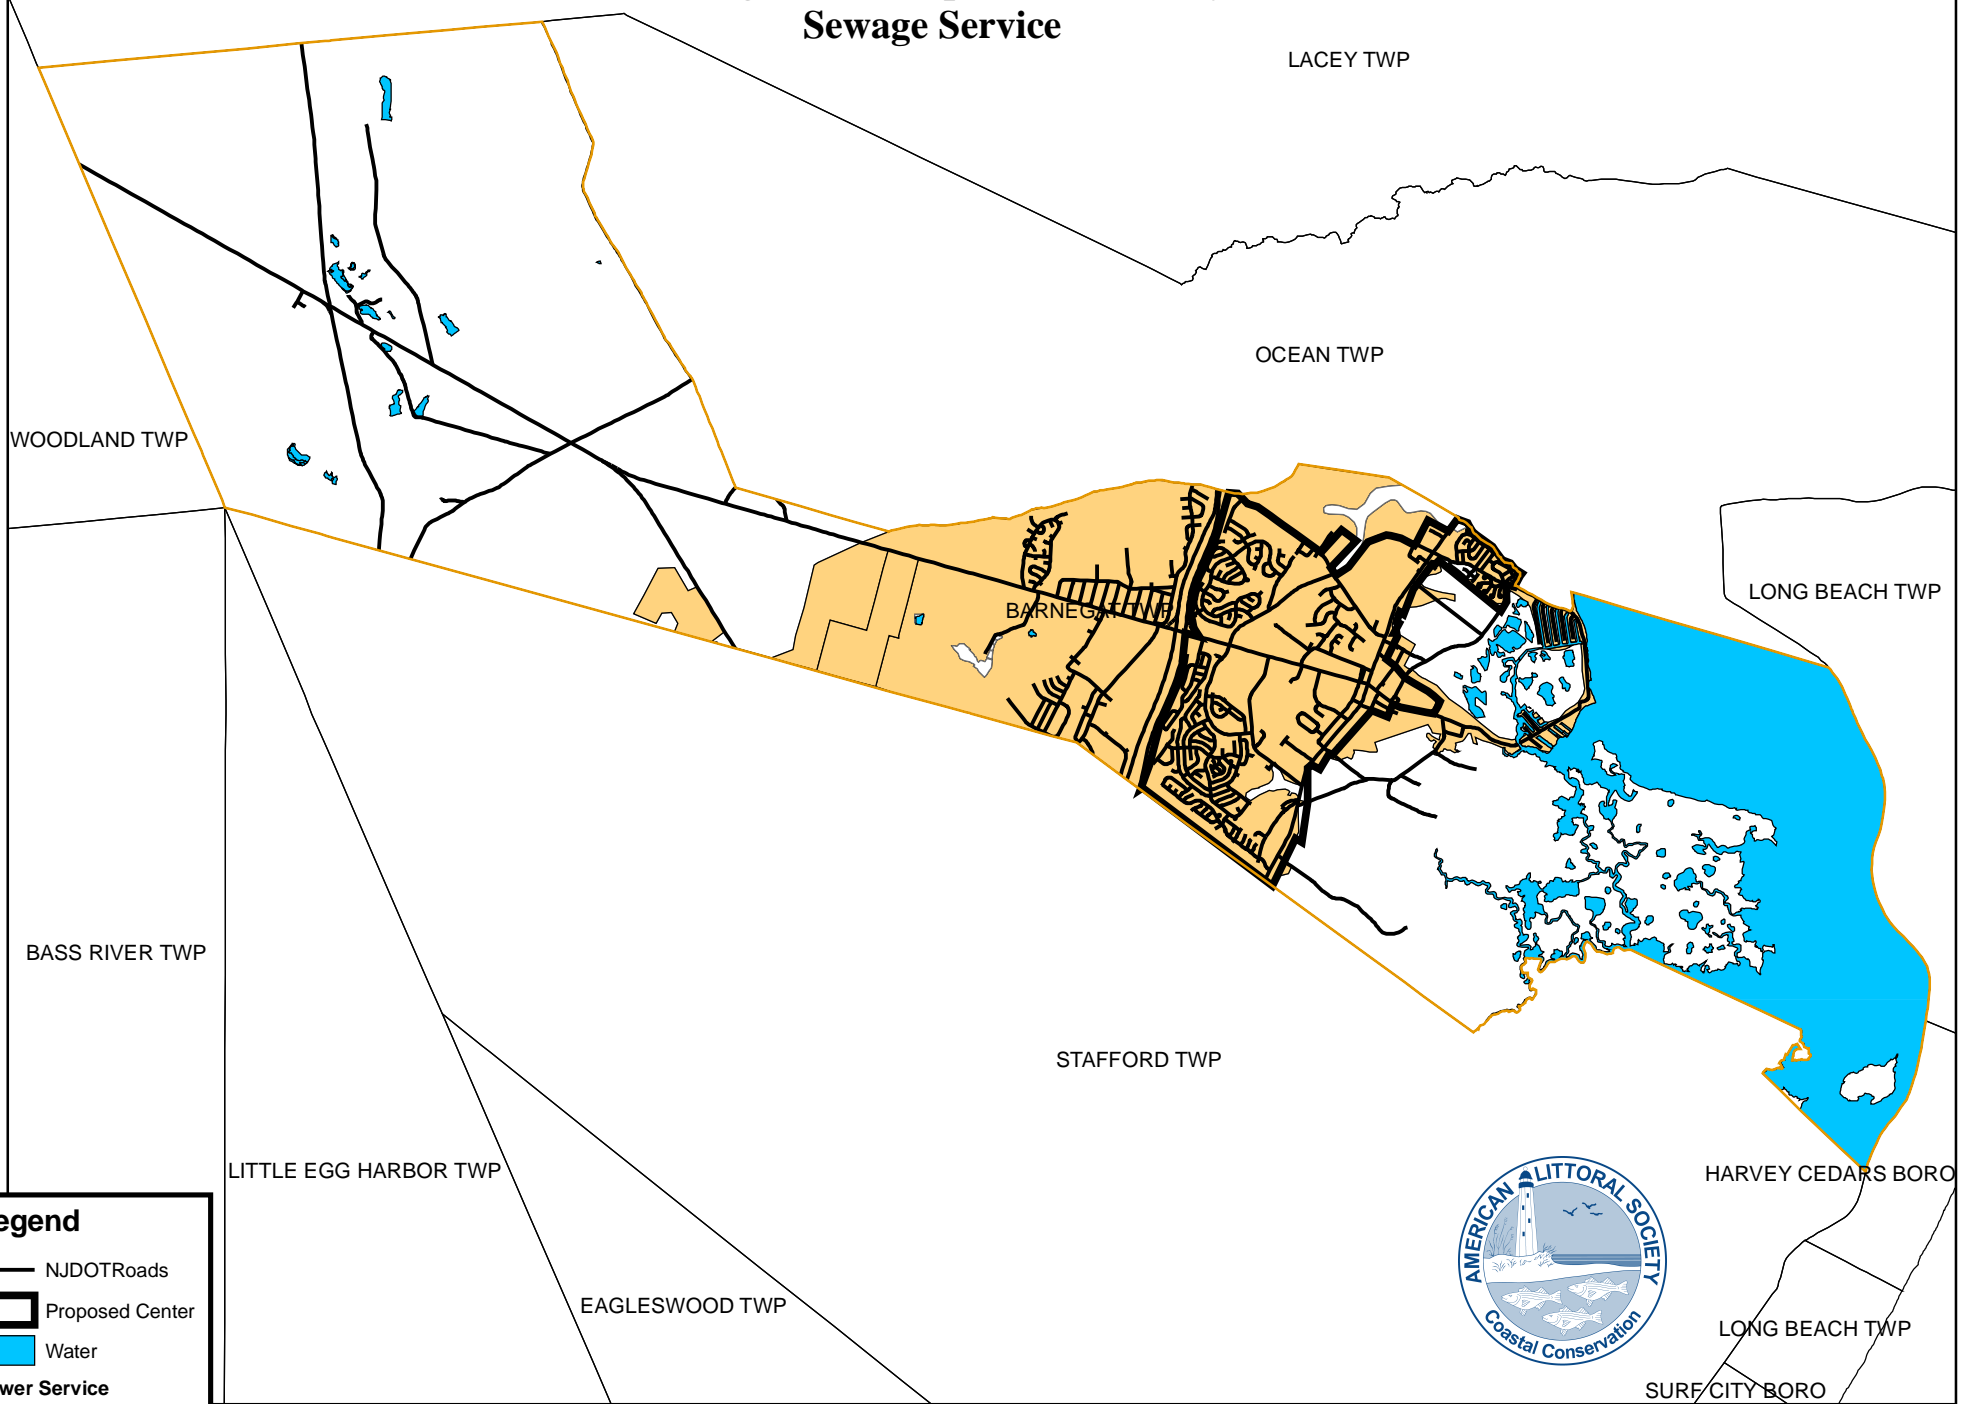 Sewage Service
LACEY TWP
OCEAN TWP
WOODLAND TWP
LONG BEACH TWP
BARNEGAT TWP
BASS RIVER TWP
STAFFORD TWP
LITTLE EGG HARBOR TWP
HARVEY CEDARS BORO
AMERICAN LITTORAL SOCIETY
Coastal Conservation
EAGLESWOOD TWP
LONG BEACH TWP
SURF CITY BORO
egend
NJDOTRoads
Proposed Center
Water
wer Service